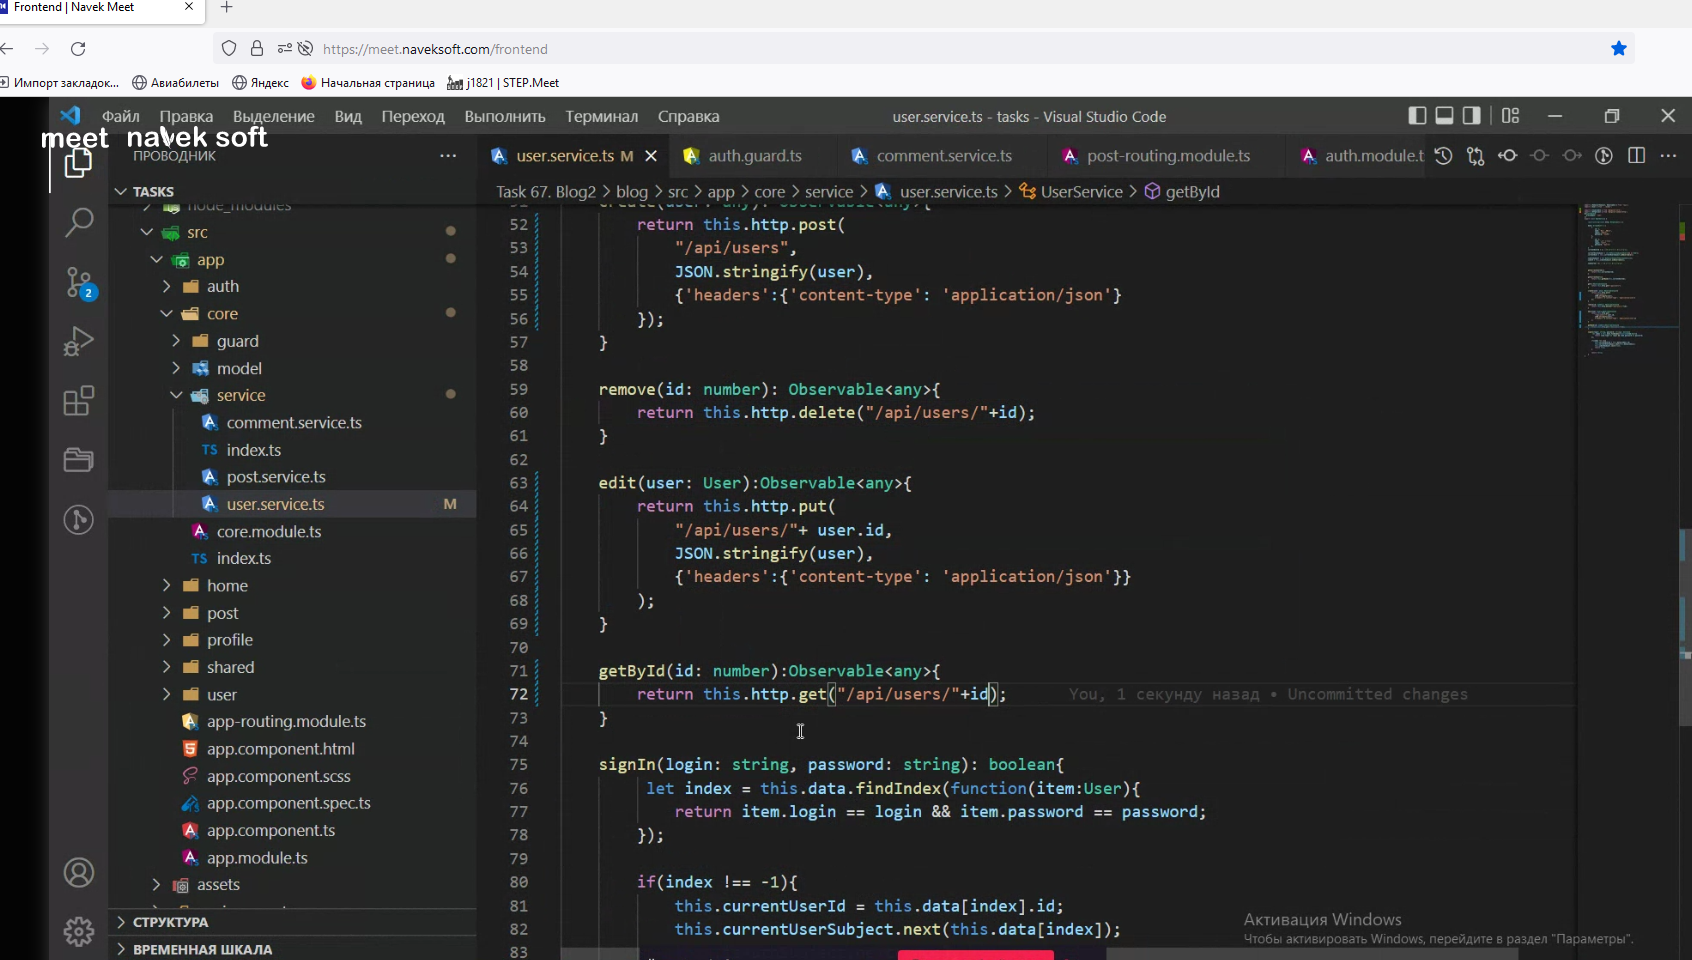 Frontend | Navek Meet
https://meet.naveksoft.com/frontend
Импорт закладок...
Авиабилеты
Яндекс
Начальная страница
j1821 | STEP.Meet
Файл Правка Выделение Вид Переход Выполнить Терминал Справка
user.service.ts - tasks - Visual Studio Code
meet navek soft
ПРОВОДНИК
user.service.ts M
auth.guard.ts
comment.service.ts
post-routing.module.ts
auth.module.t
TASKS
Task 67. Blog2 > blog > src > app > core > service > user.service.ts > UserService > getById
node_modules
src
app
auth
core
guard
model
service
comment.service.ts
index.ts
post.service.ts
user.service.ts M
core.module.ts
index.ts
home
post
profile
shared
user
app-routing.module.ts
app.component.html
app.component.scss
app.component.spec.ts
app.component.ts
app.module.ts
assets
СТРУКТУРА
ВРЕМЕННАЯ ШКАЛА
2
51 create(user: any): Observable<any>{
52 return this.http.post(
53 "/api/users",
54 JSON.stringify(user),
55 {'headers':{'content-type': 'application/json'}
56 });
57 }
58
59 remove(id: number): Observable<any>{
60 return this.http.delete("/api/users/"+id);
61 }
62
63 edit(user: User):Observable<any>{
64 return this.http.put(
65 "/api/users/"+ user.id,
66 JSON.stringify(user),
67 {'headers':{'content-type': 'application/json'}}
68 );
69 }
70
71 getById(id: number):Observable<any>{
72 return this.http.get("/api/users/"+id); You, 1 секунду назад • Uncommitted changes
73 }
74
75 signIn(login: string, password: string): boolean{
76 let index = this.data.findIndex(function(item:User){
77 return item.login == login && item.password == password;
78 });
79
80 if(index !== -1){
81 this.currentUserId = this.data[index].id;
82 this.currentUserSubject.next(this.data[index]);
83
Активация Windows
Чтобы активировать Windows, перейдите в раздел "Параметры".